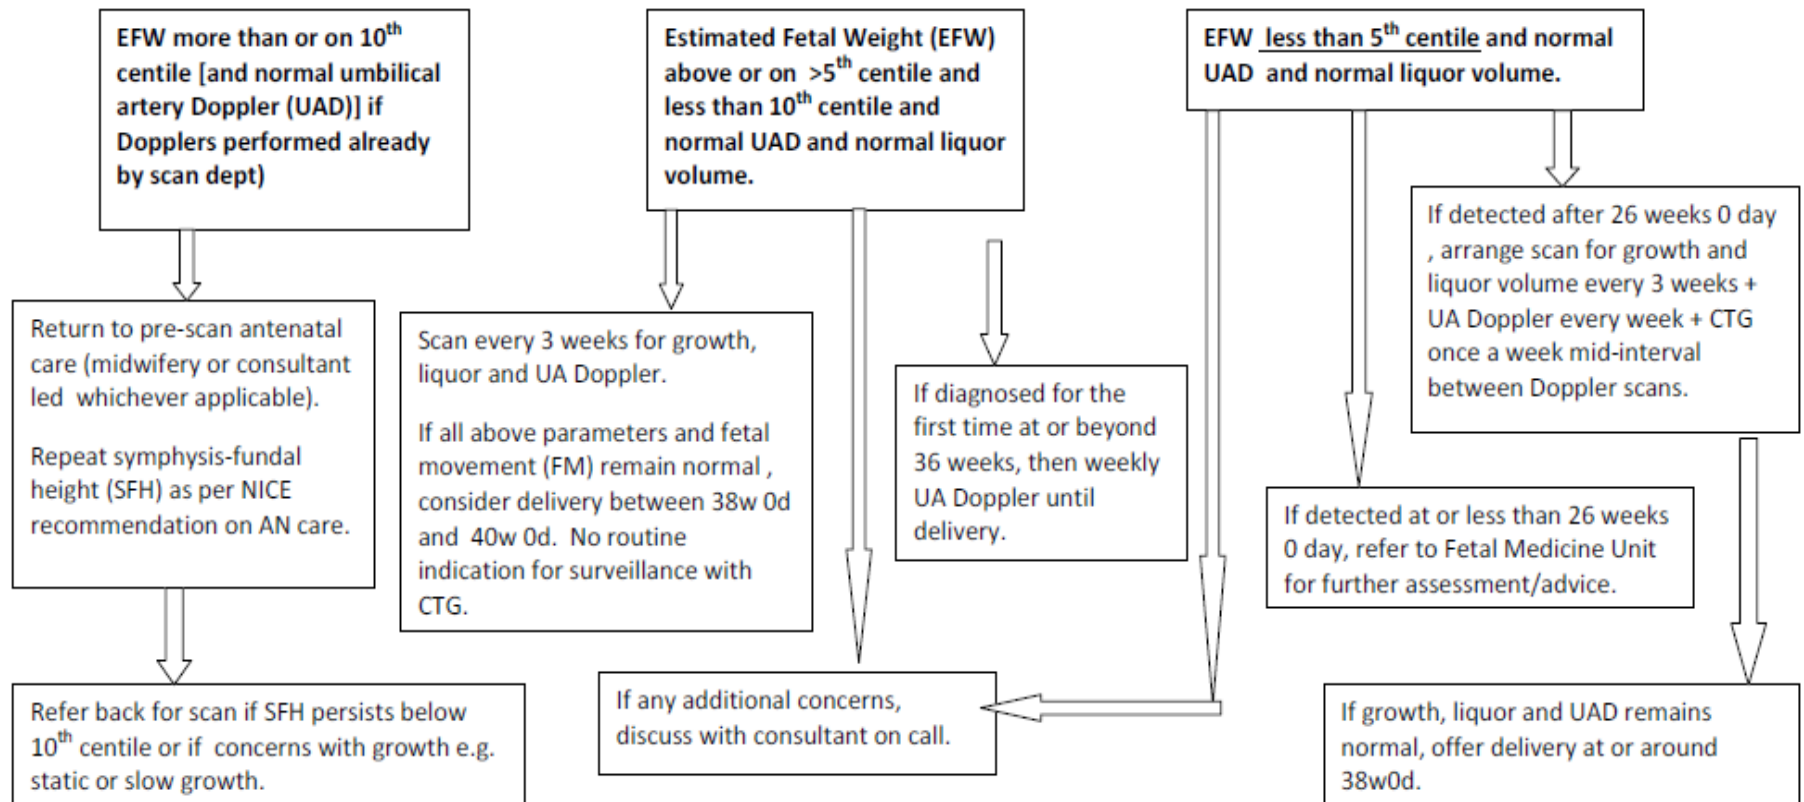 EFW more than or on 10th
centile [and normal umbilical
artery Doppler (UAD)] if
Dopplers performed already
by scan dept)
Estimated Fetal Weight (EFW)
above or on >5th centile and
less than 10th centile and
normal UAD and normal liquor
volume.
EFW less than 5th centile and normal
UAD and normal liquor volume.
Return to pre-scan antenatal
care (midwifery or consultant
led whichever applicable).
Repeat symphysis-fundal
height (SFH) as per NICE
recommendation on AN care.
Scan every 3 weeks for growth,
liquor and UA Doppler.
If all above parameters and fetal
movement (FM) remain normal ,
consider delivery between 38w 0d
and 40w 0d. No routine
indication for surveillance with
CTG.
If diagnosed for the
first time at or beyond
36 weeks, then weekly
UA Doppler until
delivery.
If detected after 26 weeks 0 day
, arrange scan for growth and
liquor volume every 3 weeks +
UA Doppler every week + CTG
once a week mid-interval
between Doppler scans.
If detected at or less than 26 weeks
0 day, refer to Fetal Medicine Unit
for further assessment/advice.
Refer back for scan if SFH persists below
10th centile or if concerns with growth e.g.
static or slow growth.
If any additional concerns,
discuss with consultant on call.
If growth, liquor and UAD remains
normal, offer delivery at or around
38w0d.